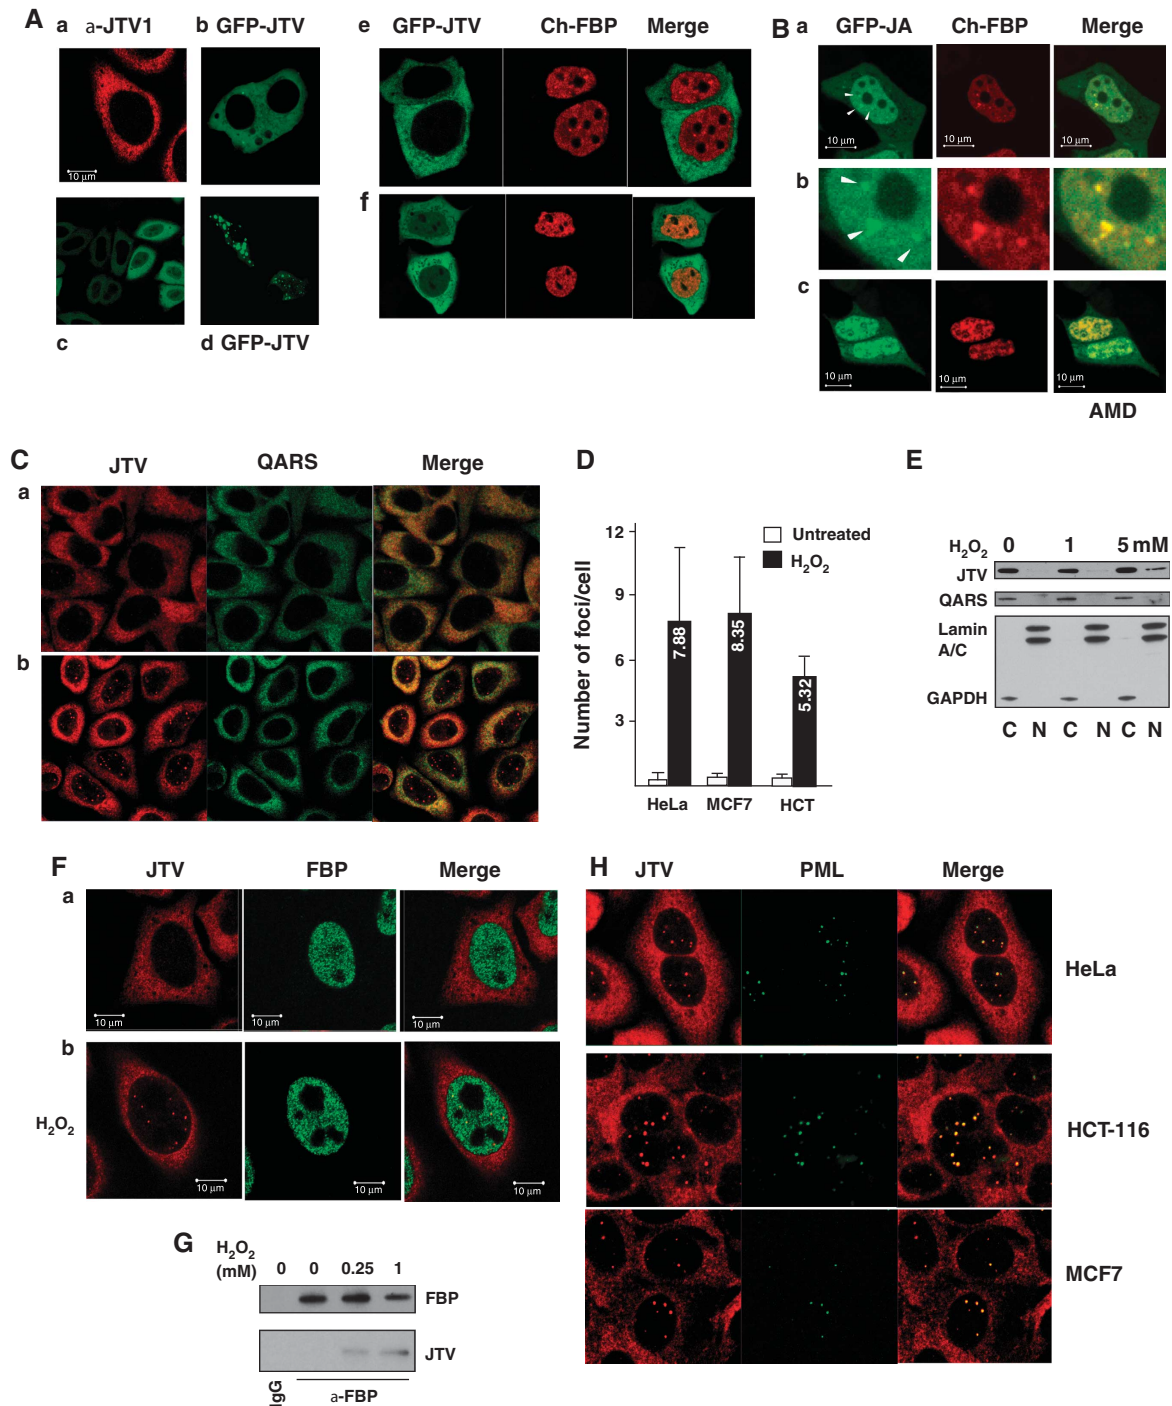 A
a
a-JTV1
b GFP-JTV
10 µm
c
d GFP-JTV
e
GFP-JTV
Ch-FBP
Merge
f
B a
GFP-JA
Ch-FBP
Merge
10 µm
10 µm
10 µm
b
c
10 µm
10 µm
10 µm
AMD
C
JTV
QARS
Merge
a
b
D
Number of foci/cell
12
9
6
3
Untreated
H2O2
7.88
8.35
5.32
HeLa
MCF7
HCT
E
H2O2 0 1 5 mM
JTV
QARS
Lamin
A/C
GAPDH
C N C N C N
F
JTV
FBP
Merge
a
10 µm
10 µm
10 µm
b
H2O2
10 µm
10 µm
10 µm
G
H2O2
(mM) 0 0 0.25 1
FBP
JTV
IgG
a-FBP
H
JTV
PML
Merge
HeLa
HCT-116
MCF7